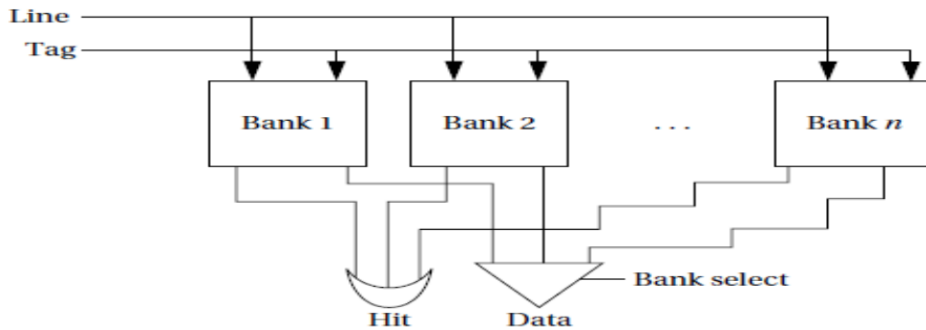 Line
Tag
Bank 1 Bank 2 . . . Bank n
Bank select
Hit Data